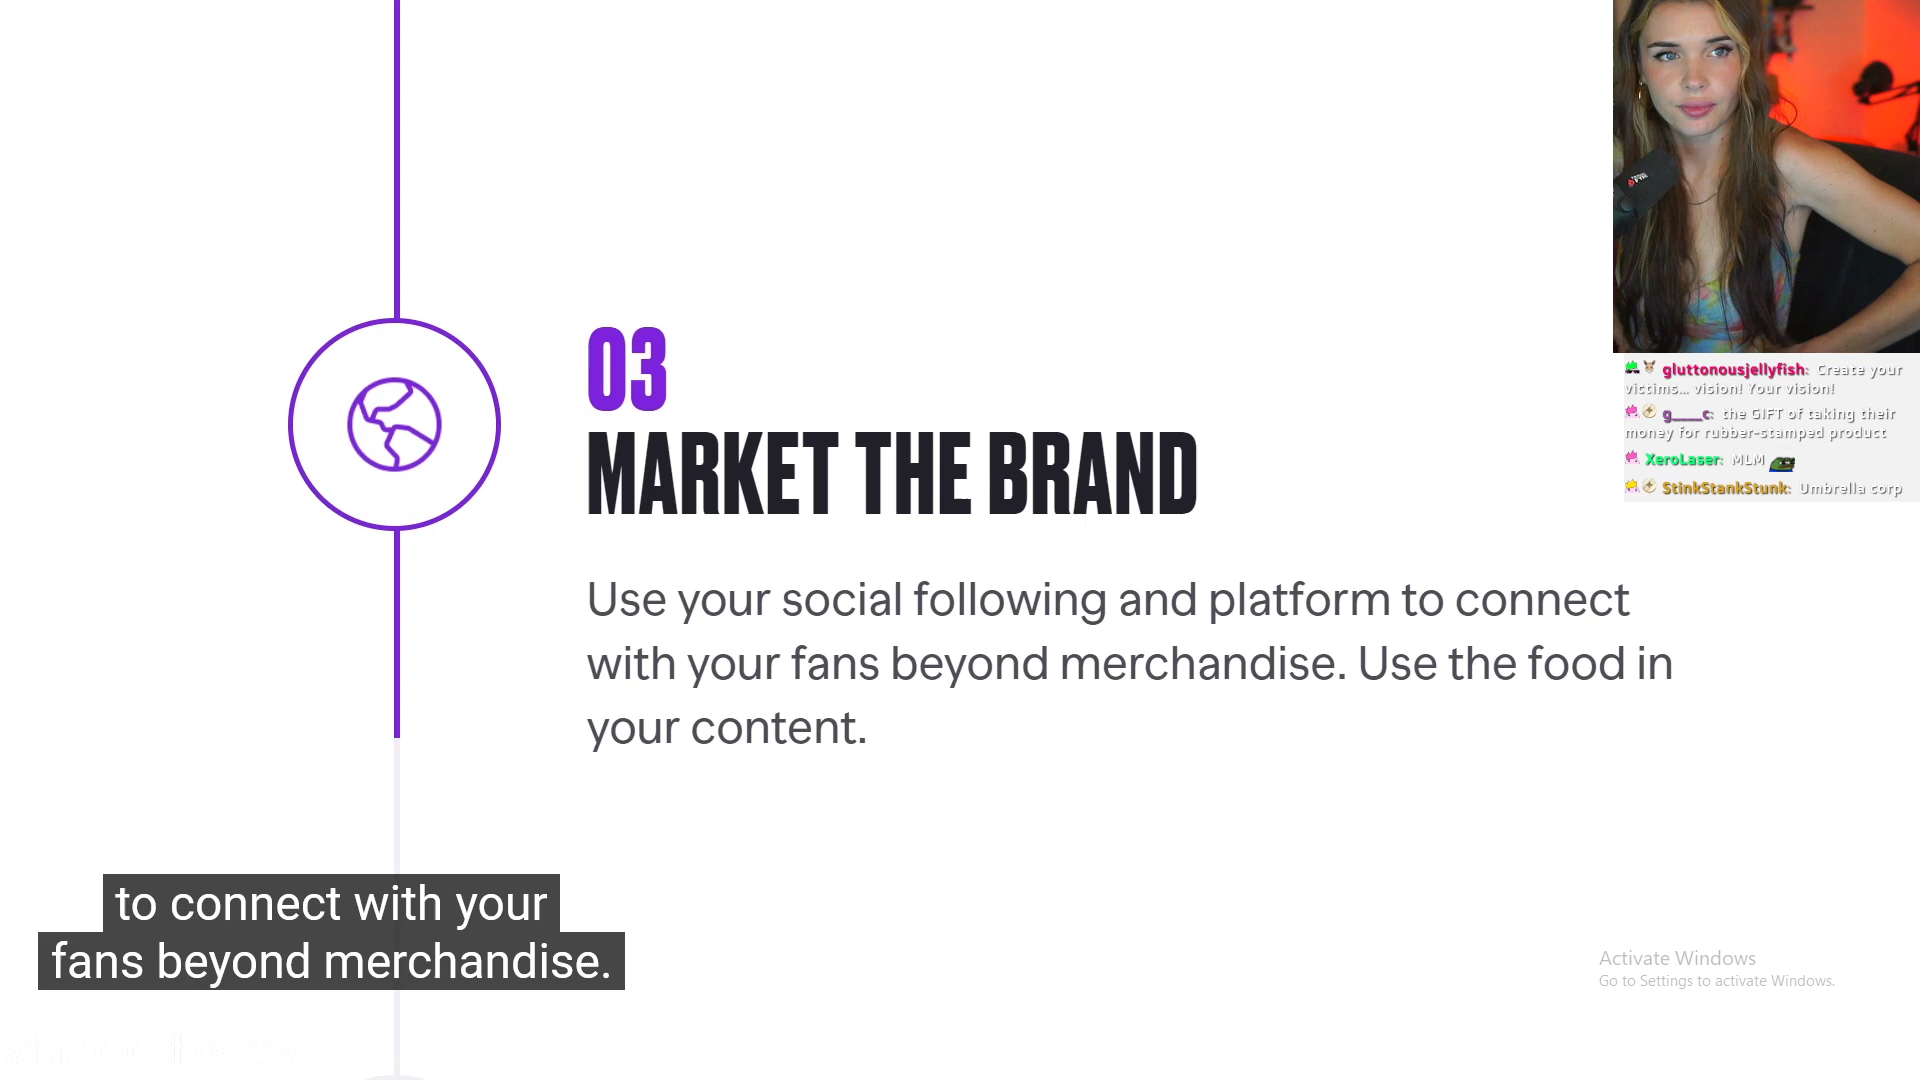 03
MARKET THE BRAND
Use your social following and platform to connect
with your fans beyond merchandise. Use the food in
your content.
gluttonousjellyfish: Create your
victims... vision! Your vision!
g____c: the GIFT of taking their
money for rubber-stamped product
XeroLaser: MLM
StinkStankStunk: Umbrella corp
to connect with your
fans beyond merchandise.
Activate Windows
Go to Settings to activate Windows.